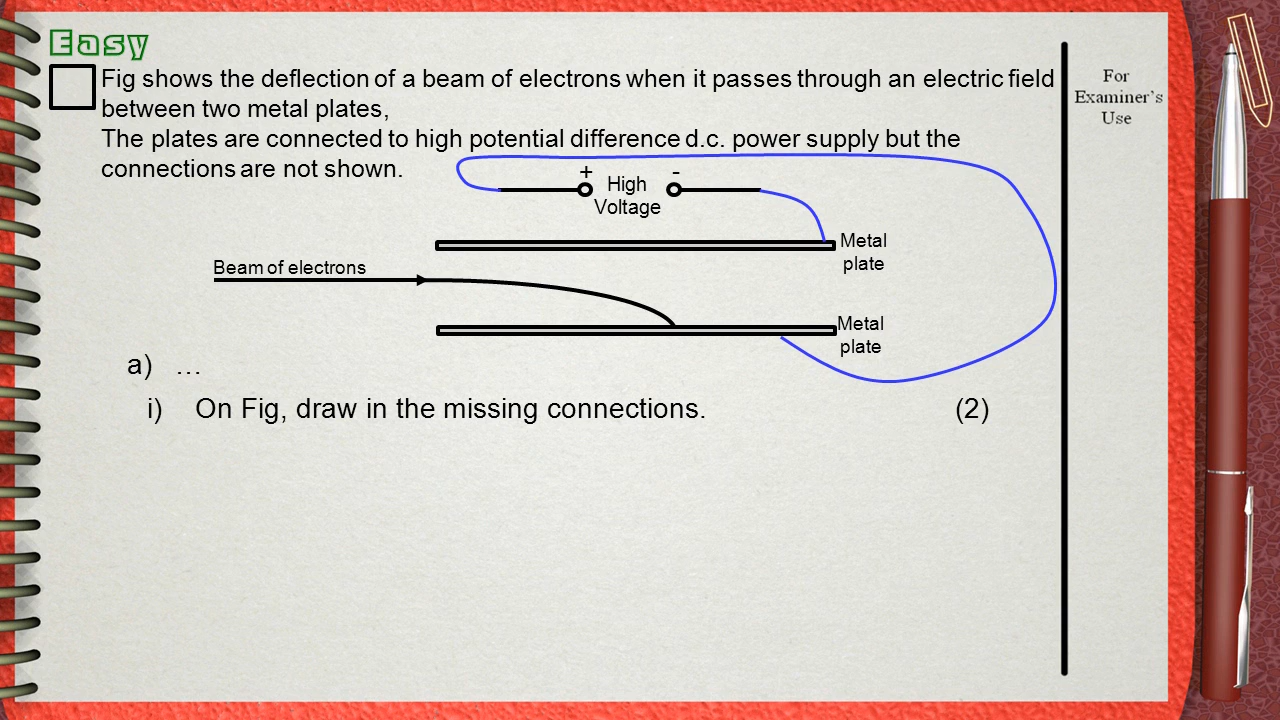 Easy
Fig shows the deflection of a beam of electrons when it passes through an electric field
between two metal plates,
The plates are connected to high potential difference d.c. power supply but the
connections are not shown.
For
Examiner's
Use
+
-
High
Voltage
Metal
plate
Beam of electrons
Metal
plate
a) …
i) On Fig, draw in the missing connections. (2)